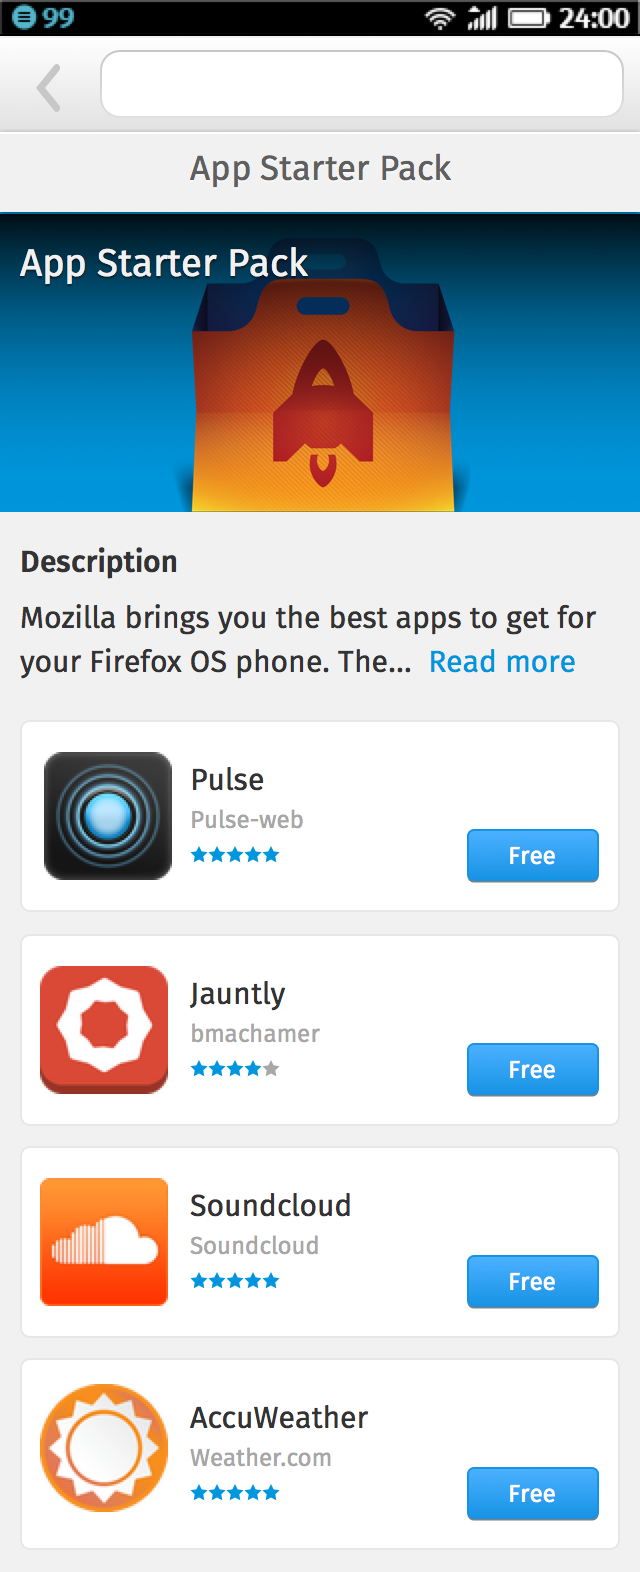 99 24:00
App Starter Pack
App Starter Pack
Description
Mozilla brings you the best apps to get for
your Firefox OS phone. The... Read more
Pulse
Pulse-web
Free
Jauntly
bmachamer
Free
Soundcloud
Soundcloud
Free
AccuWeather
Weather.com
Free